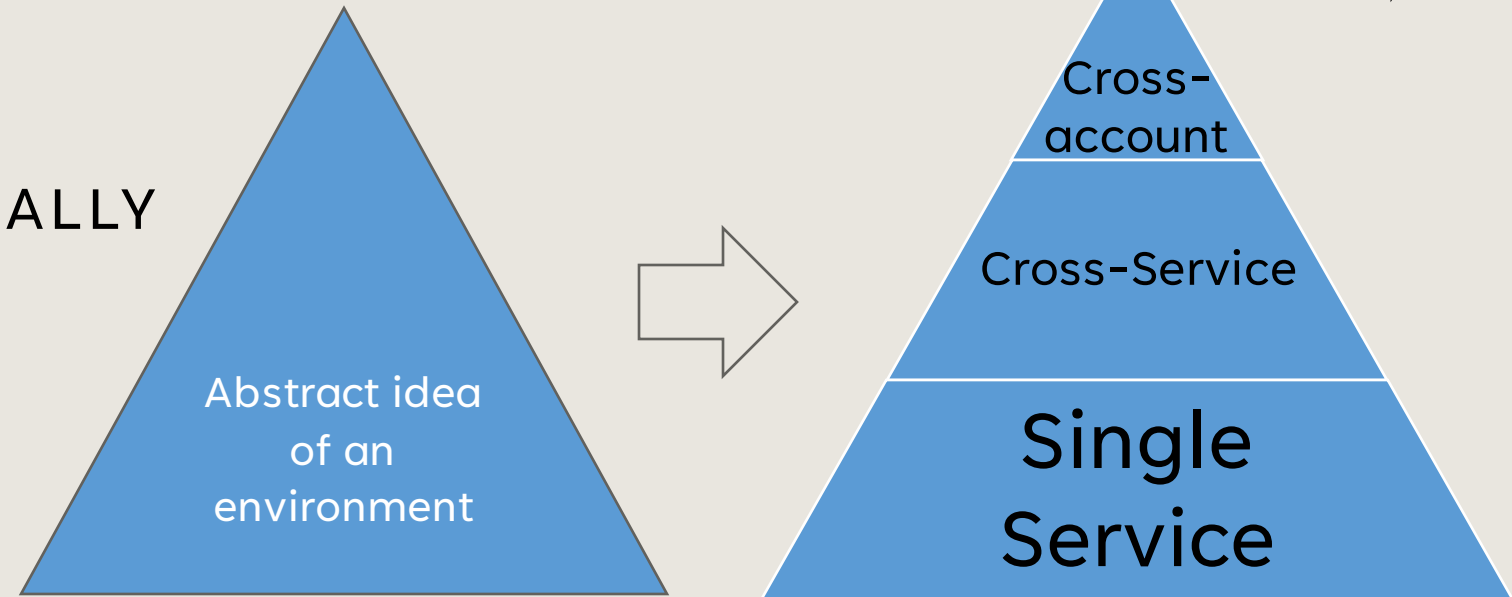 ALLY
Abstract idea
of an
environment
Cross-
account
Cross-Service
Single
Service